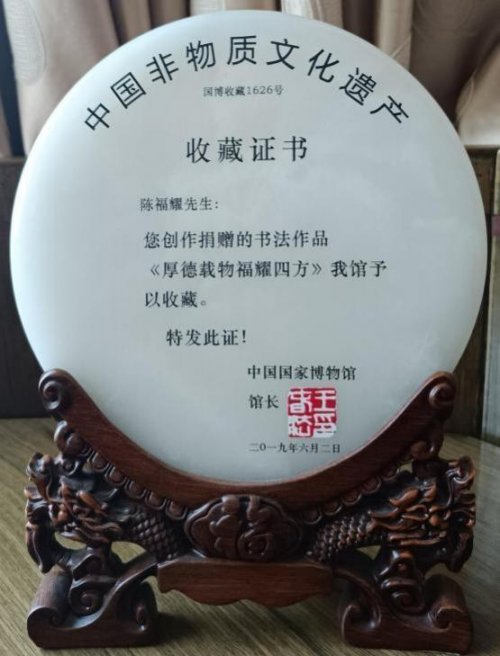 中国非物质文化遗产
国博收藏1626号
收藏证书
陈福耀先生:
您创作捐赠的书法作品
《厚德载物福耀四方》我馆予
以收藏。
特发此证!
中国国家博物馆
馆长
二〇一九年六月二日